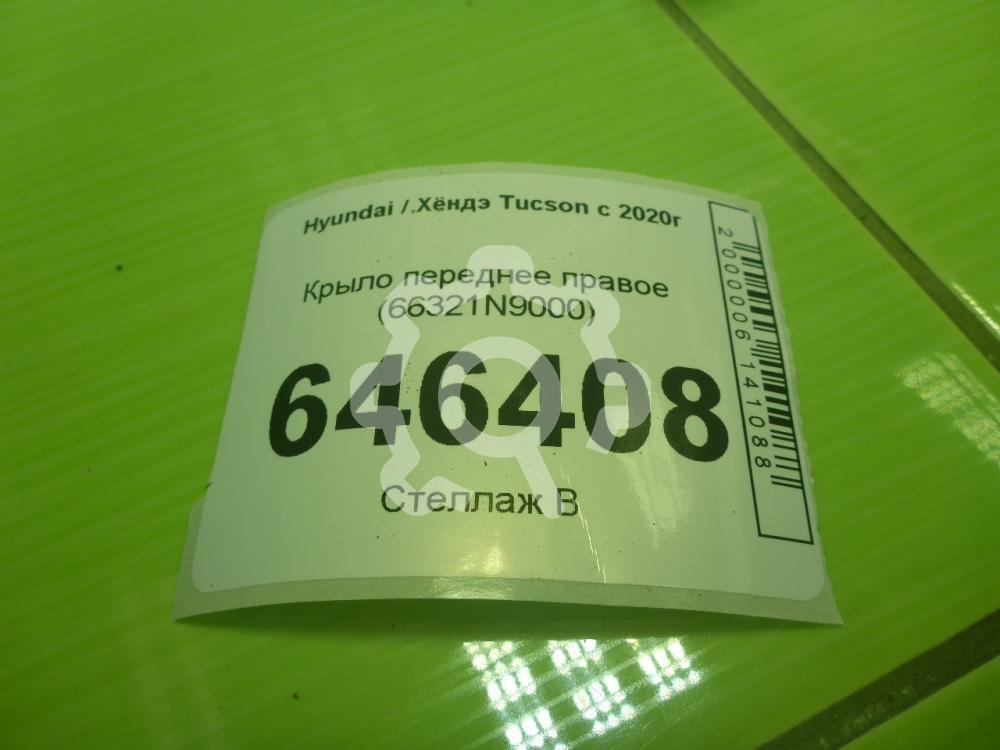 Hyundai /.Хёндэ Tucson с 2020г
Крыло переднее правое
(66321N9000)
646408
Стеллаж В
2000006141088